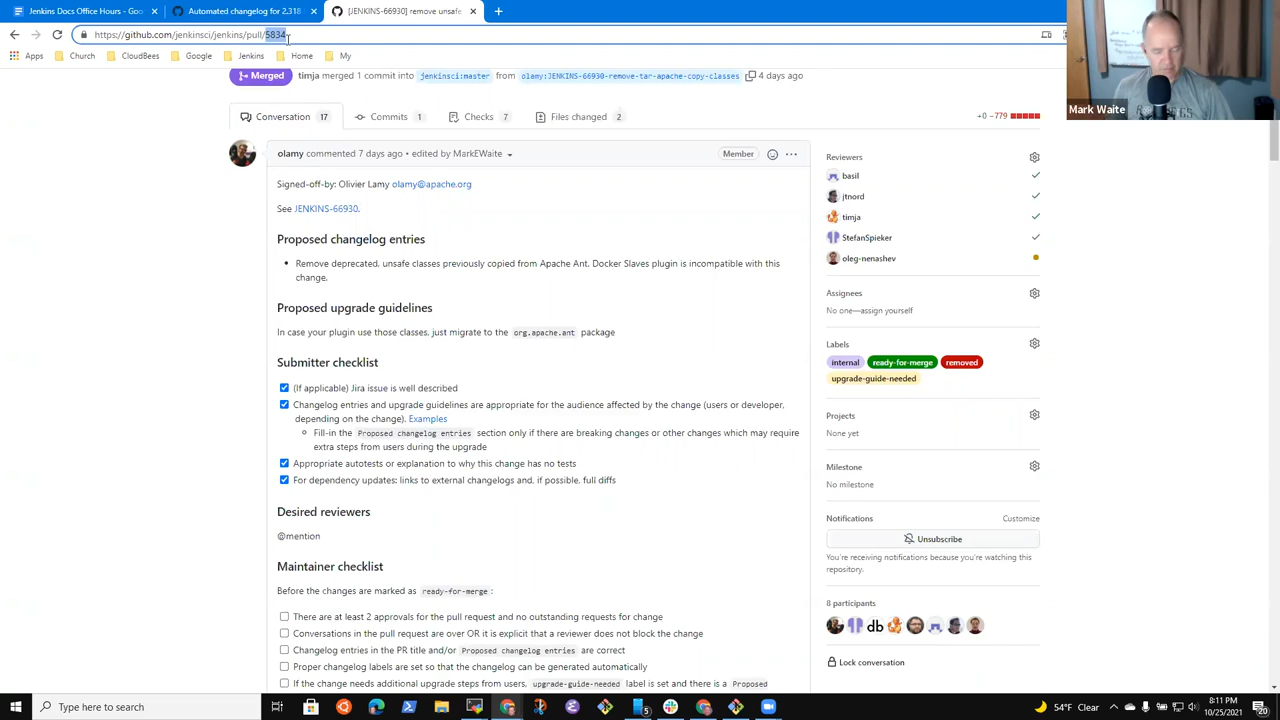 Jenkins Docs Office Hours - Goo
Automated changelog for 2.318
[JENKINS-66930] remove unsafe
https://github.com/jenkinsci/jenkins/pull/5834
Apps
Church
CloudBees
Google
Jenkins
Home
My
Mark Waite
Merged
timja merged 1 commit into jenkinsci:master from olamy:JENKINS-66930-remove-tar-apache-copy-classes 4 days ago
Conversation 17
Commits 1
Checks 7
Files changed 2
+0 −779
olamy commented 7 days ago • edited by MarkEWaite
Member
Signed-off-by: Olivier Lamy olamy@apache.org
See JENKINS-66930.
Proposed changelog entries
Remove deprecated, unsafe classes previously copied from Apache Ant. Docker Slaves plugin is incompatible with this
change.
Proposed upgrade guidelines
In case your plugin use those classes, just migrate to the org.apache.ant package
Submitter checklist
(If applicable) Jira issue is well described
Changelog entries and upgrade guidelines are appropriate for the audience affected by the change (users or developer,
depending on the change). Examples
Fill-in the Proposed changelog entries section only if there are breaking changes or other changes which may require
extra steps from users during the upgrade
Appropriate autotests or explanation to why this change has no tests
For dependency updates: links to external changelogs and, if possible, full diffs
Desired reviewers
@mention
Maintainer checklist
Before the changes are marked as ready-for-merge :
There are at least 2 approvals for the pull request and no outstanding requests for change
Conversations in the pull request are over OR it is explicit that a reviewer does not block the change
Changelog entries in the PR title and/or Proposed changelog entries are correct
Proper changelog labels are set so that the changelog can be generated automatically
If the change needs additional upgrade steps from users, upgrade-guide-needed label is set and there is a Proposed
Reviewers
basil
jtnord
timja
StefanSpieker
oleg-nenashev
Assignees
No one—assign yourself
Labels
internal
ready-for-merge
removed
upgrade-guide-needed
Projects
None yet
Milestone
No milestone
Notifications
Customize
Unsubscribe
You're receiving notifications because you're watching this
repository.
8 participants
db
Lock conversation
Type here to search
5
54°F Clear
8:11 PM
10/25/2021
20